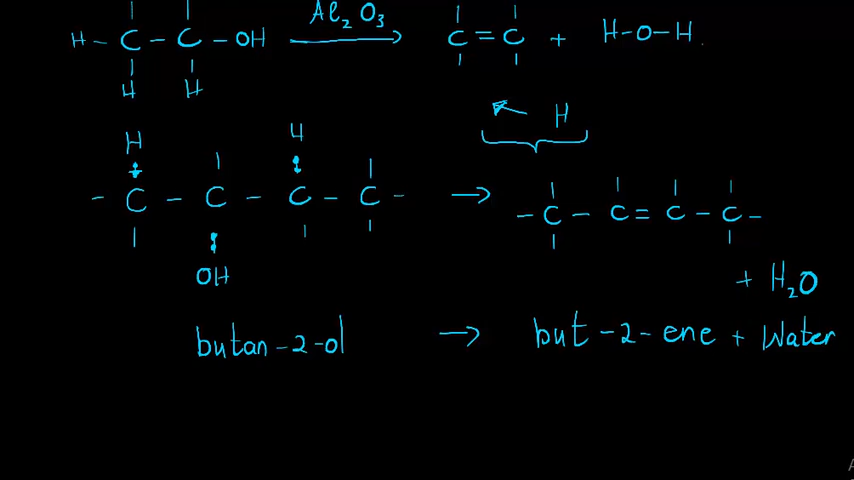 Al2O3
H - C - C - OH → C = C + H-O-H
H H
H
H H
- C - C - C - C - → - C - C = C - C -
OH + H2O
butan-2-ol → but-2-ene + Water